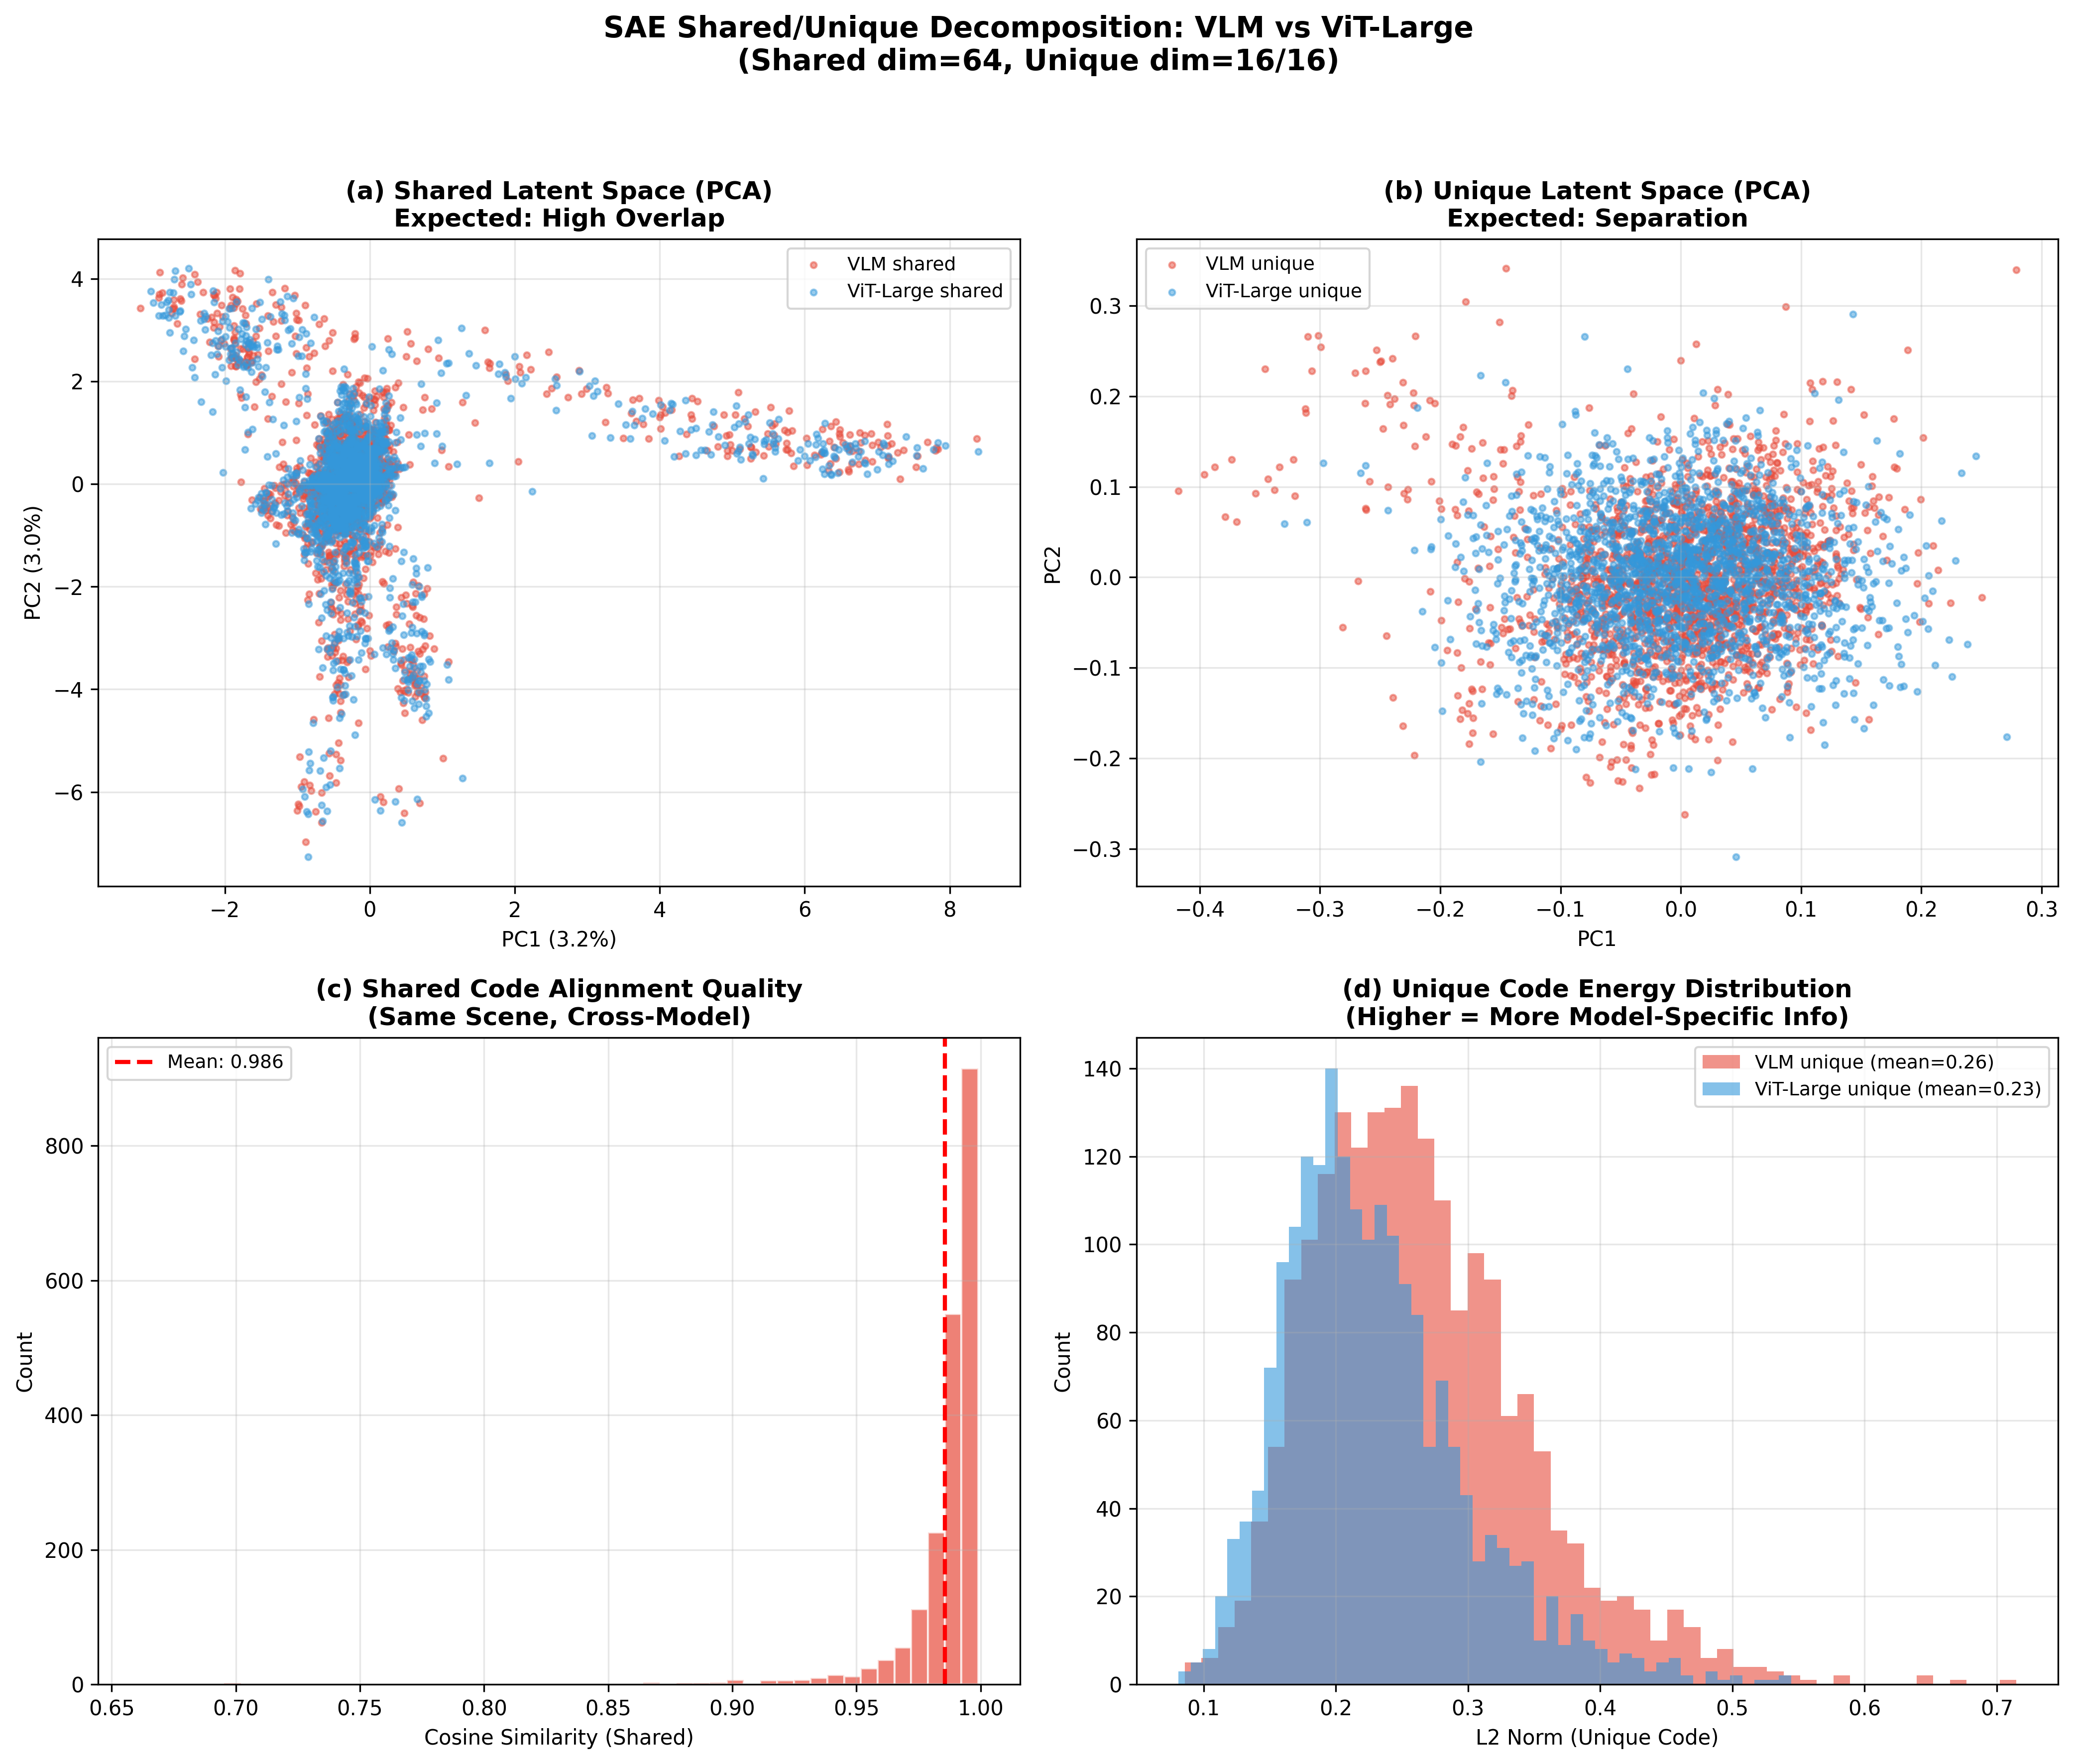 SAE Shared/Unique Decomposition: VLM vs ViT-Large
(Shared dim=64, Unique dim=16/16)
(a) Shared Latent Space (PCA)
Expected: High Overlap
VLM shared
ViT-Large shared
4
2
0
−2
−4
−6
PC2 (3.0%)
−2
0
2
4
6
8
PC1 (3.2%)
(b) Unique Latent Space (PCA)
Expected: Separation
VLM unique
ViT-Large unique
0.3
0.2
0.1
0.0
−0.1
−0.2
−0.3
PC2
−0.4
−0.3
−0.2
−0.1
0.0
0.1
0.2
0.3
PC1
(c) Shared Code Alignment Quality
(Same Scene, Cross-Model)
Mean: 0.986
800
600
400
200
0
Count
0.65
0.70
0.75
0.80
0.85
0.90
0.95
1.00
Cosine Similarity (Shared)
(d) Unique Code Energy Distribution
(Higher = More Model-Specific Info)
VLM unique (mean=0.26)
ViT-Large unique (mean=0.23)
140
120
100
80
60
40
20
0
Count
0.1
0.2
0.3
0.4
0.5
0.6
0.7
L2 Norm (Unique Code)